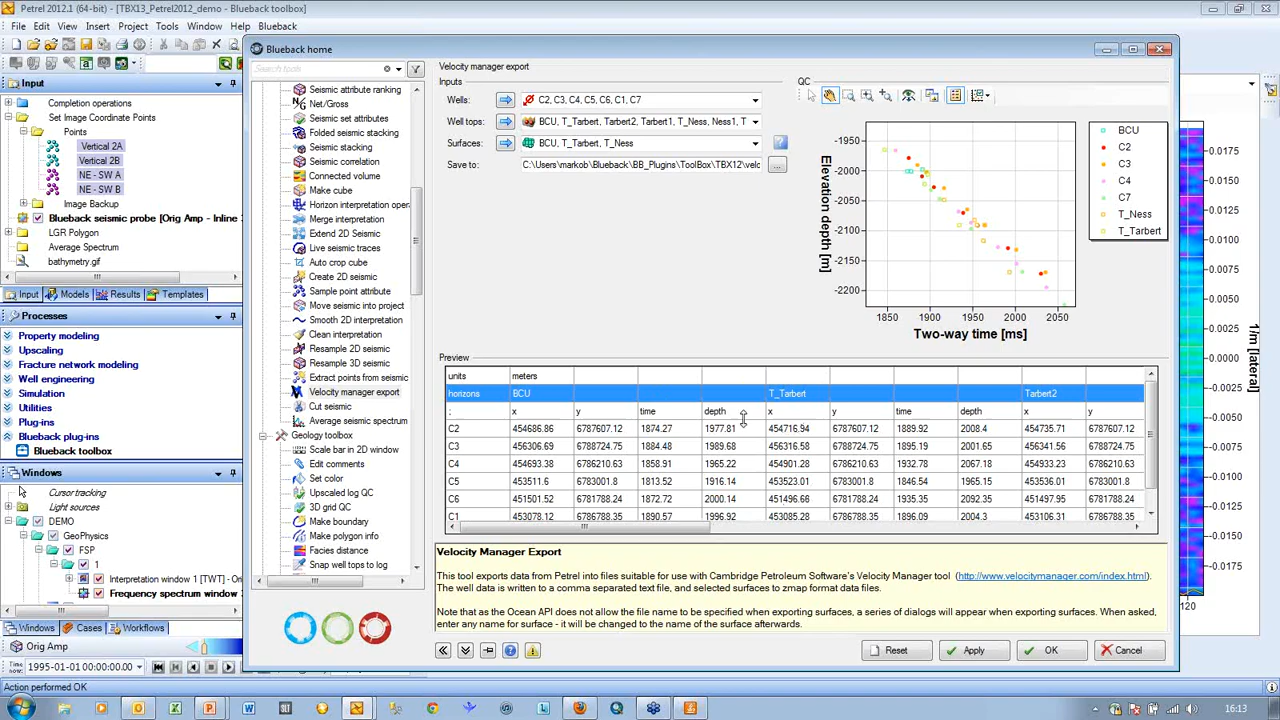 Petrel 2012.1 (64-bit) - [TBX13_Petrel2012_demo - Blueback toolbox]
File Edit View Insert Project Tools Window Help Blueback
Input
Completion operations
Set Image Coordinate Points
Points
Vertical 2A
Vertical 2B
NE - SW A
NE - SW B
Image Backup
Blueback seismic probe [Orig Amp - Inline 3
LGR Polygon
Average Spectrum
bathymetry.gif
Input Models Results Templates
Processes
Property modeling
Upscaling
Fracture network modeling
Well engineering
Simulation
Utilities
Plug-ins
Blueback plug-ins
Blueback toolbox
Windows
Cursor tracking
Light sources
DEMO
GeoPhysics
FSP
1
Interpretation window 1 [TWT] - Ori
Frequency spectrum window
Windows Cases Workflows
Orig Amp
Time now: 1995-01-01 00:00:00.00
Action performed OK
Blueback home
Search tools
Seismic attribute ranking
Net/Gross
Seismic set attributes
Folded seismic stacking
Seismic stacking
Seismic correlation
Connected volume
Make cube
Horizon interpretation oper
Merge interpretation
Extend 2D Seismic
Live seismic traces
Auto crop cube
Create 2D seismic
Sample point attribute
Move seismic into project
Smooth 2D interpretation
Clean interpretation
Resample 2D seismic
Resample 3D seismic
Extract points from seismic
Velocity manager export
Cut seismic
Average seismic spectrum
Geology toolbox
Scale bar in 2D window
Edit comments
Set color
Upscaled log QC
3D grid QC
Make boundary
Make polygon info
Facies distance
Snap well tops to log
Velocity manager export
Inputs
Wells: C2, C3, C4, C5, C6, C1, C7
Well tops: BCU, T_Tarbert, Tarbert2, Tarbert1, T_Ness, Ness1, T
Surfaces: BCU, T_Tarbert, T_Ness
Save to: C:\Users\markob\Blueback\BB_Plugins\ToolBox\TBX12\veloc
...
QC
Elevation depth [m]
-1950
-2000
-2050
-2100
-2150
-2200
1850 1900 1950 2000 2050
Two-way time [ms]
BCU
C2
C3
C4
C7
T_Ness
T_Tarbert
Preview
units meters
horizons BCU T_Tarbert Tarbert2
; x y time depth x y time depth x y
C2 454686.86 6787607.12 1874.27 1977.81 454716.94 6787607.12 1889.92 2008.4 454735.71 6787607.12
C3 456306.69 6788724.75 1884.48 1989.68 456316.58 6788724.75 1895.19 2001.65 456341.56 6788724.75
C4 454693.38 6786210.63 1858.91 1965.22 454901.28 6786210.63 1932.78 2067.18 454933.23 6786210.63
C5 453511.6 6783001.8 1813.52 1916.14 453523.01 6783001.8 1846.54 1965.15 453536.01 6783001.8
C6 451501.52 6781788.24 1872.72 2000.14 451496.66 6781788.24 1935.35 2092.35 451497.95 6781788.24
C1 453078.12 6786788.35 1890.57 1996.92 453085.28 6786788.35 1896.09 2004.3 453106.31 6786788.35
Velocity Manager Export
This tool exports data from Petrel into files suitable for use with Cambridge Petroleum Software's Velocity Manager tool (http://www.velocitymanager.com/index.html).
The well data is written to a comma separated text file, and selected surfaces to zmap format data files.
Note that as the Ocean API does not allow the file name to be specified when exporting surfaces, a series of dialogs will appear when exporting surfaces. When asked,
enter any name for surface - it will be changed to the name of the surface afterwards.
Reset Apply OK Cancel
0.0175
0.0150
0.0100
0.0075
0.0050
0.0025
0.0000
-0.0025
-0.0050
-0.0075
-0.0100
-0.0150
-0.0175
1/m [lateral]
120
16:13